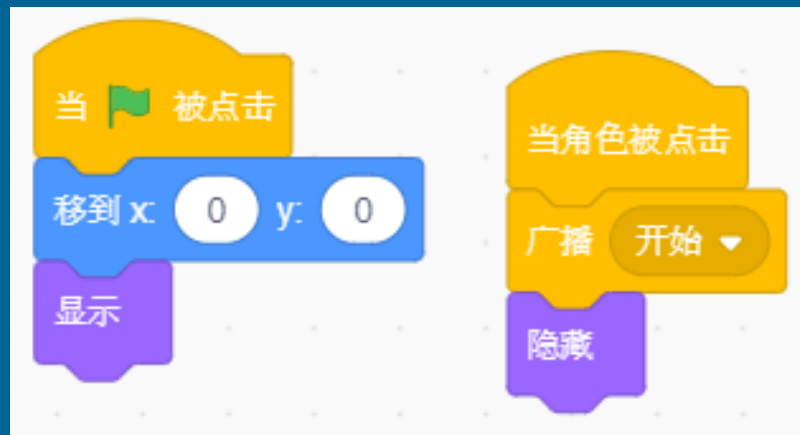 当 被点击
移到 x: 0 y: 0
显示
当角色被点击
广播 开始
隐藏